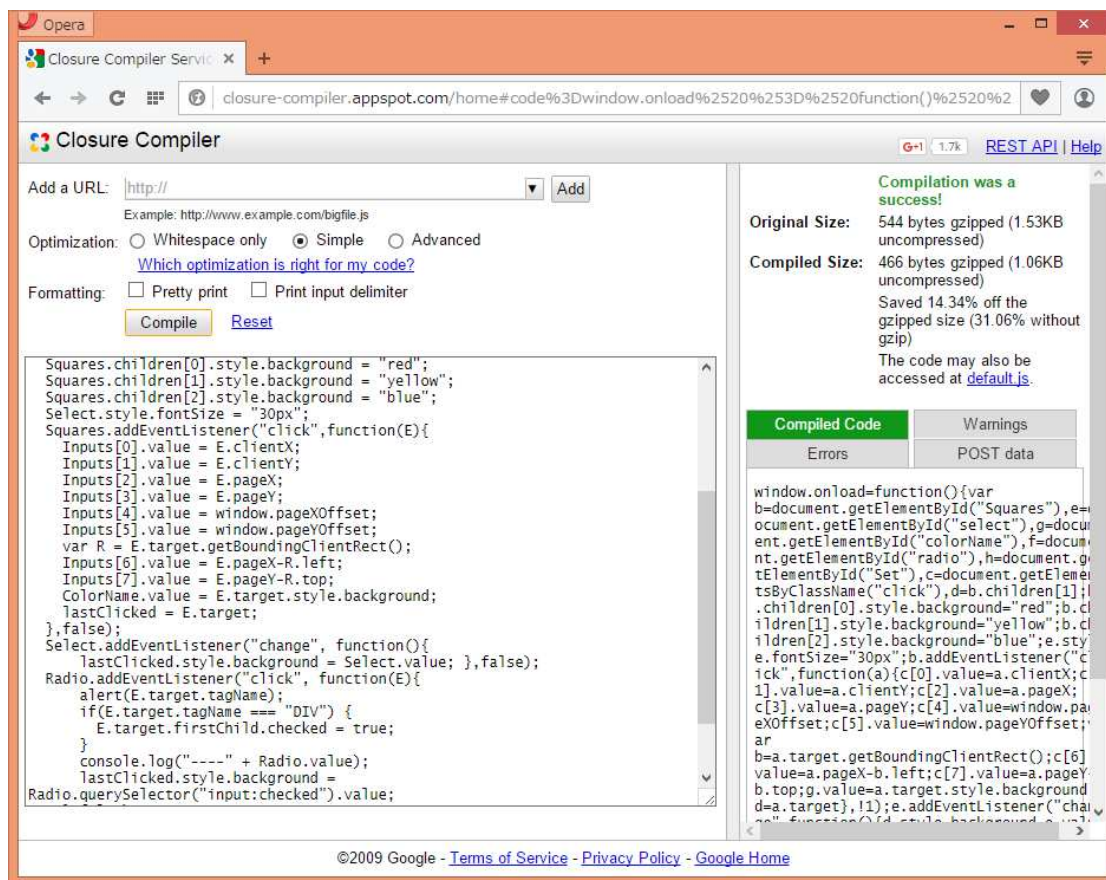 Opera
Closure Compiler Servic
closure-compiler.appspot.com/home#code%3Dwindow.onload%2520%253D%2520function()%2520%2
Closure Compiler
G+1 1.7k REST API | Help
Add a URL: http:// Add
Example: http://www.example.com/bigfile.js
Optimization: Whitespace only Simple Advanced
Which optimization is right for my code?
Formatting: Pretty print Print input delimiter
Compile Reset
Squares.children[0].style.background = "red";
Squares.children[1].style.background = "yellow";
Squares.children[2].style.background = "blue";
Select.style.fontSize = "30px";
Squares.addEventListener("click",function(E){
Inputs[0].value = E.clientX;
Inputs[1].value = E.clientY;
Inputs[2].value = E.pageX;
Inputs[3].value = E.pageY;
Inputs[4].value = window.pageXOffset;
Inputs[5].value = window.pageYOffset;
var R = E.target.getBoundingClientRect();
Inputs[6].value = E.pageX-R.left;
Inputs[7].value = E.pageY-R.top;
ColorName.value = E.target.style.background;
lastClicked = E.target;
},false);
Select.addEventListener("change", function(){
lastClicked.style.background = Select.value; },false);
Radio.addEventListener("click", function(E){
alert(E.target.tagName);
if(E.target.tagName === "DIV") {
E.target.firstChild.checked = true;
}
console.log("----" + Radio.value);
lastClicked.style.background =
Radio.querySelector("input:checked").value;
Compilation was a
success!
Original Size: 544 bytes gzipped (1.53KB
uncompressed)
Compiled Size: 466 bytes gzipped (1.06KB
uncompressed)
Saved 14.34% off the
gzipped size (31.06% without
gzip)
The code may also be
accessed at default.js.
Compiled Code Warnings
Errors POST data
window.onload=function(){var
b=document.getElementById("Squares"),e=
ocument.getElementById("select"),g=docu
ent.getElementById("colorName"),f=docum
nt.getElementById("radio"),h=document.g
tElementById("Set"),c=document.getEleme
tsByClassName("click"),d=b.children[1];
.children[0].style.background="red";b.c
ildren[1].style.background="yellow";b.c
ildren[2].style.background="blue";e.sty
e.fontSize="30px";b.addEventListener("c
ick",function(a){c[0].value=a.clientX;c
1].value=a.clientY;c[2].value=a.pageX;
c[3].value=a.pageY;c[4].value=window.pa
eXOffset;c[5].value=window.pageYOffset;
ar
b=a.target.getBoundingClientRect();c[6]
value=a.pageX-b.left;c[7].value=a.pageY
b.top;g.value=a.target.style.background
d=a.target},!1);e.addEventListener("cha
©2009 Google - Terms of Service - Privacy Policy - Google Home